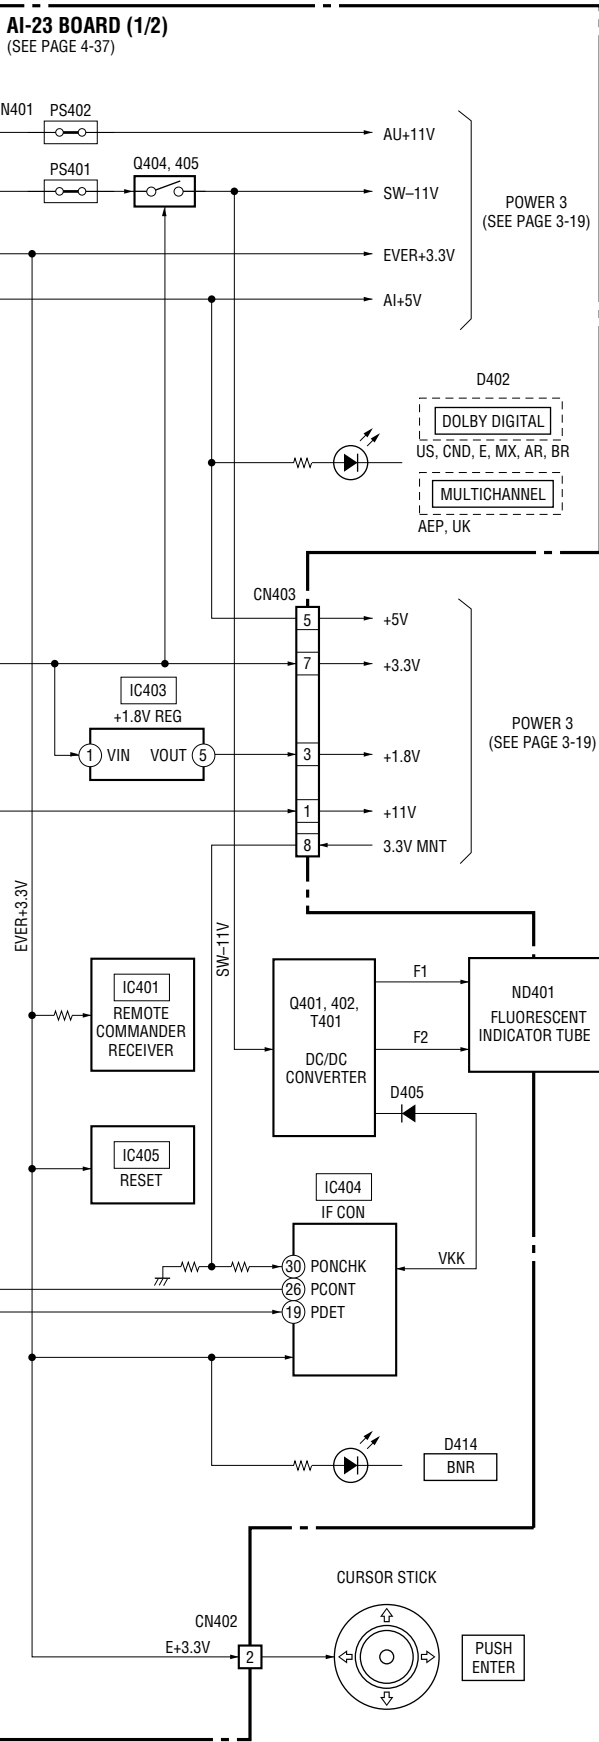 AI-23 BOARD (1/2)
(SEE PAGE 4-37)
N401 PS402
AU+11V
PS401 Q404, 405
SW–11V
POWER 3
(SEE PAGE 3-19)
EVER+3.3V
AI+5V
D402
DOLBY DIGITAL
US, CND, E, MX, AR, BR
MULTICHANNEL
AEP, UK
CN403
5 +5V
7 +3.3V
IC403
+1.8V REG
1 VIN VOUT 5
3 +1.8V
POWER 3
(SEE PAGE 3-19)
1 +11V
8 3.3V MNT
EVER+3.3V
SW–11V
IC401
REMOTE
COMMANDER
RECEIVER
Q401, 402,
T401
DC/DC
CONVERTER
F1
F2
ND401
FLUORESCENT
INDICATOR TUBE
D405
IC405
RESET
IC404
IF CON
VKK
30 PONCHK
26 PCONT
19 PDET
D414
BNR
CURSOR STICK
CN402
E+3.3V
2
PUSH
ENTER